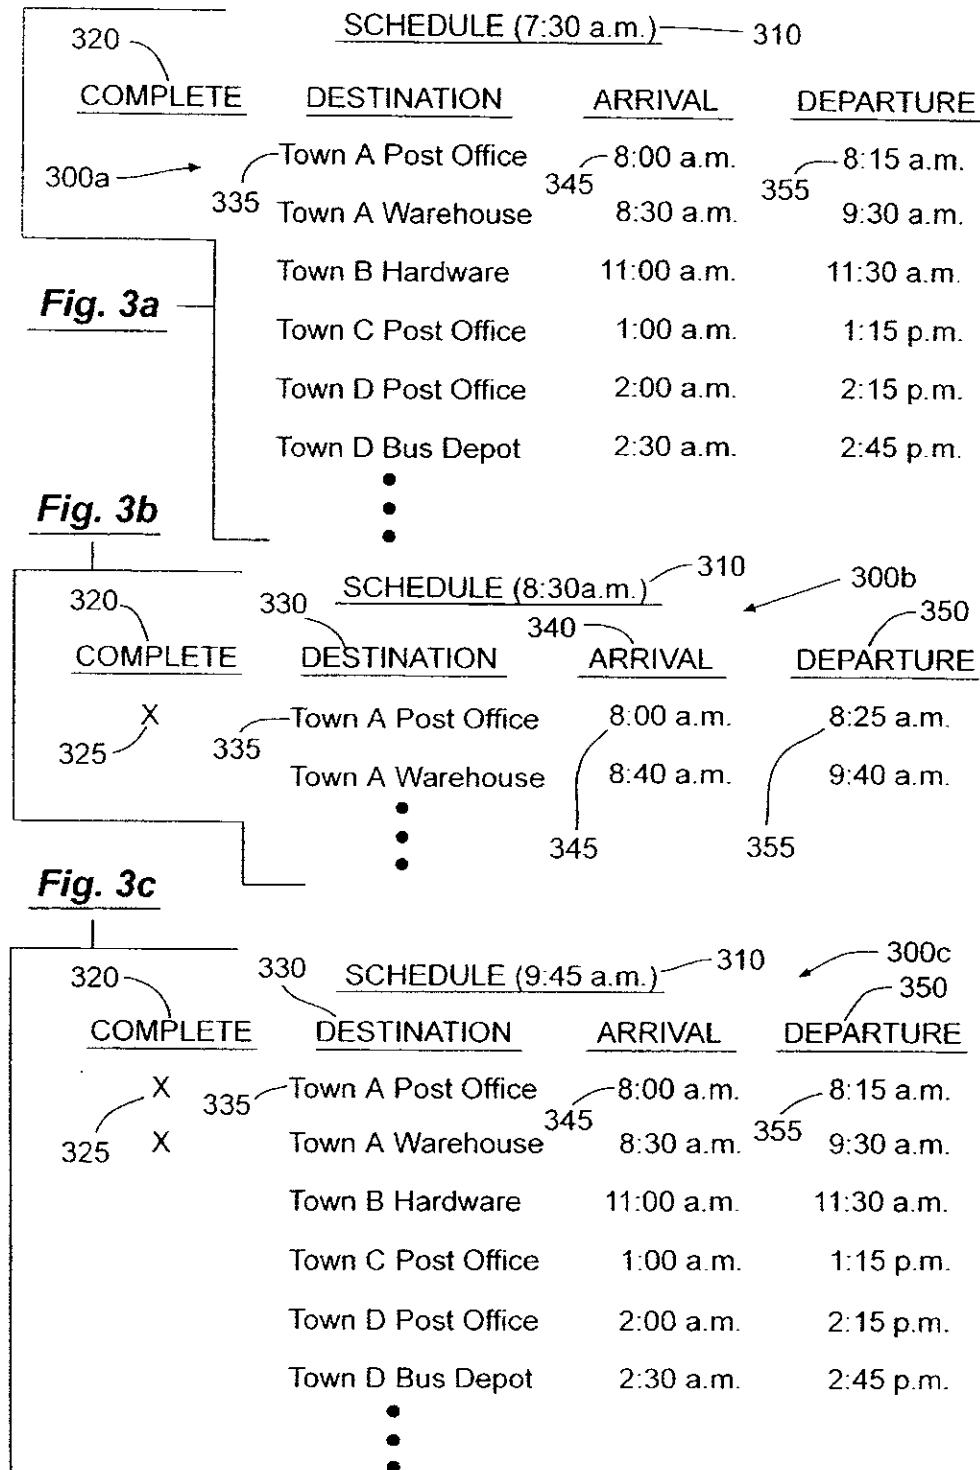 SCHEDULE (7:30 a.m.) 310
320
COMPLETE DESTINATION ARRIVAL DEPARTURE
300a 335 Town A Post Office 345 8:00 a.m. 355 8:15 a.m.
Town A Warehouse 8:30 a.m. 9:30 a.m.
Town B Hardware 11:00 a.m. 11:30 a.m.
Fig. 3a
Town C Post Office 1:00 a.m. 1:15 p.m.
Town D Post Office 2:00 a.m. 2:15 p.m.
Town D Bus Depot 2:30 a.m. 2:45 p.m.
Fig. 3b
SCHEDULE (8:30a.m.) 310 300b
320 330 340 350
COMPLETE DESTINATION ARRIVAL DEPARTURE
X Town A Post Office 8:00 a.m. 8:25 a.m.
325 335
Town A Warehouse 8:40 a.m. 9:40 a.m.
345 355
Fig. 3c
320 330 SCHEDULE (9:45 a.m.) 310 300c
350
COMPLETE DESTINATION ARRIVAL DEPARTURE
X 335 Town A Post Office 345 8:00 a.m. 355 8:15 a.m.
325 X Town A Warehouse 8:30 a.m. 9:30 a.m.
Town B Hardware 11:00 a.m. 11:30 a.m.
Town C Post Office 1:00 a.m. 1:15 p.m.
Town D Post Office 2:00 a.m. 2:15 p.m.
Town D Bus Depot 2:30 a.m. 2:45 p.m.